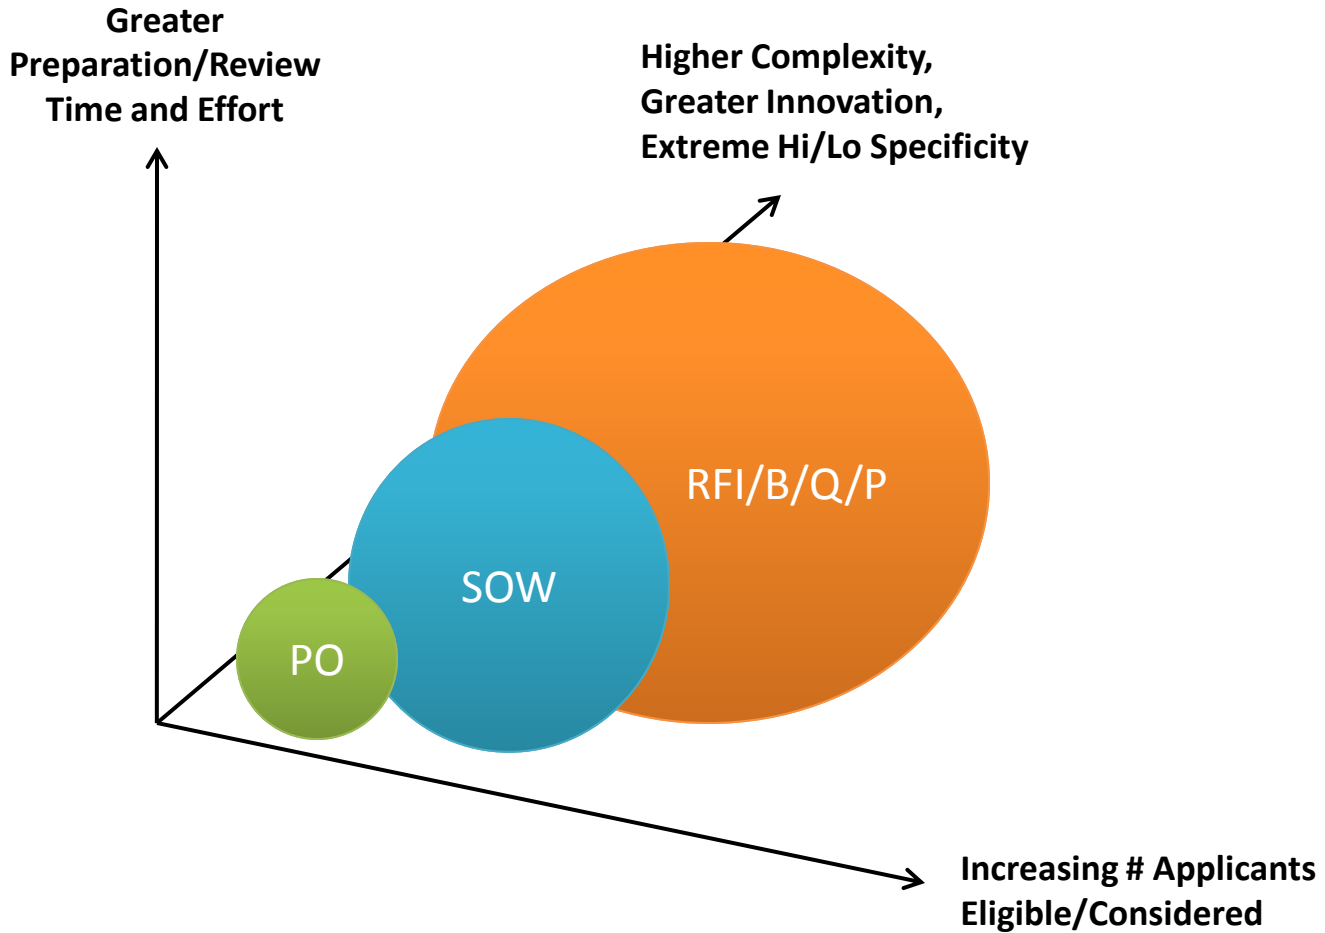 Greater
Preparation/Review
Time and Effort
Higher Complexity,
Greater Innovation,
Extreme Hi/Lo Specificity
RFI/B/Q/P
SOW
PO
Increasing # Applicants
Eligible/Considered